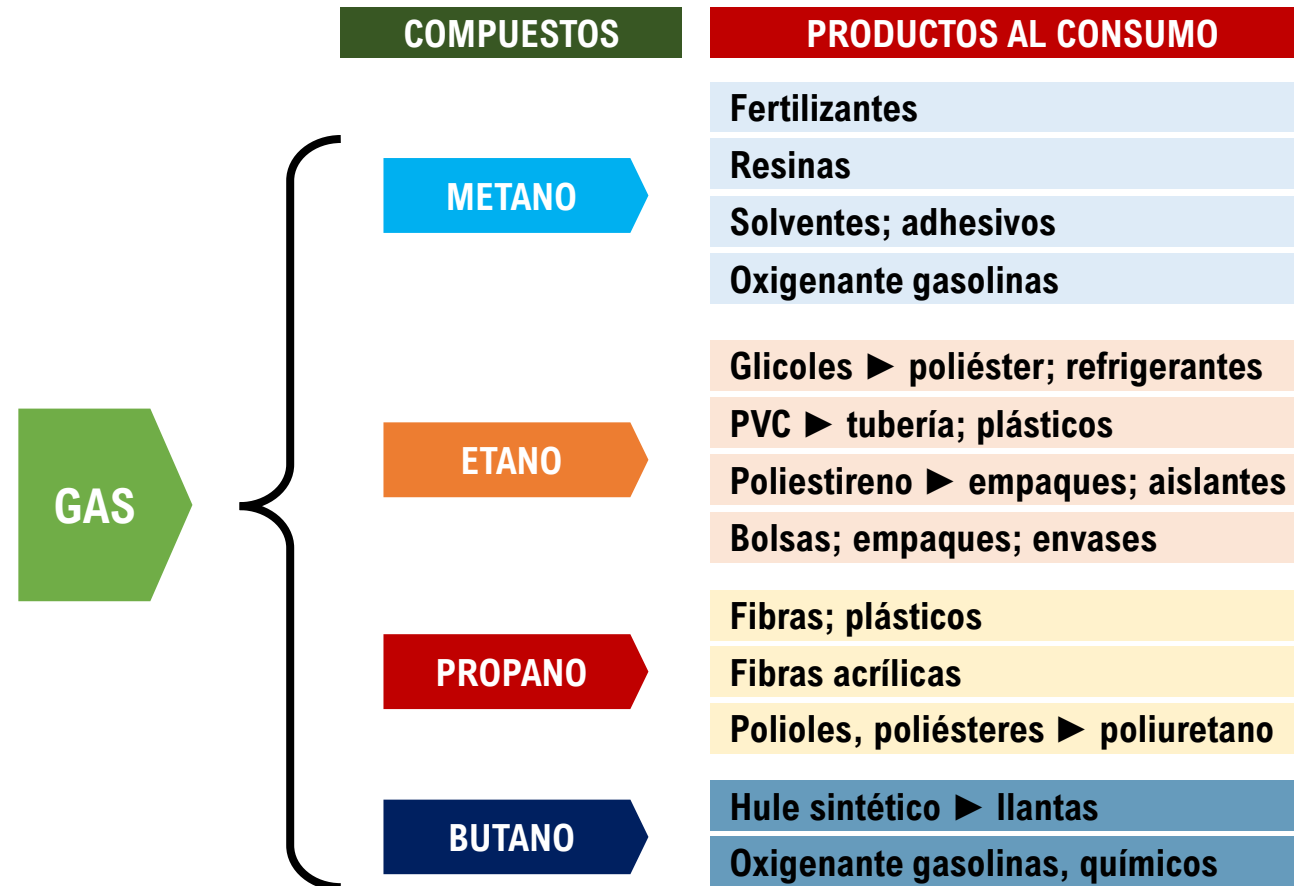 COMPUESTOS
PRODUCTOS AL CONSUMO
GAS
METANO
Fertilizantes
Resinas
Solventes; adhesivos
Oxigenante gasolinas
ETANO
Glicoles ► poliéster; refrigerantes
PVC ► tubería; plásticos
Poliestireno ► empaques; aislantes
Bolsas; empaques; envases
PROPANO
Fibras; plásticos
Fibras acrílicas
Polioles, poliésteres ► poliuretano
BUTANO
Hule sintético ► llantas
Oxigenante gasolinas, químicos